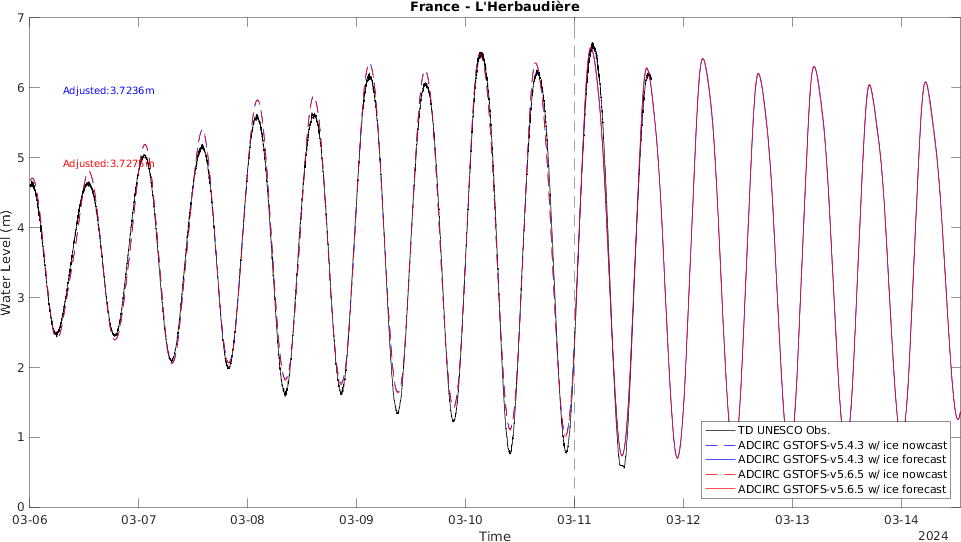 France - L'Herbaudière
7
6
5
4
3
2
1
0
Water Level (m)
Adjusted:3.7236m
Adjusted:3.7275m
TD UNESCO Obs.
ADCIRC GSTOFS-v5.4.3 w/ ice nowcast
ADCIRC GSTOFS-v5.4.3 w/ ice forecast
ADCIRC GSTOFS-v5.6.5 w/ ice nowcast
ADCIRC GSTOFS-v5.6.5 w/ ice forecast
03-06 03-07 03-08 03-09 03-10 03-11 03-12 03-13 03-14
Time
2024